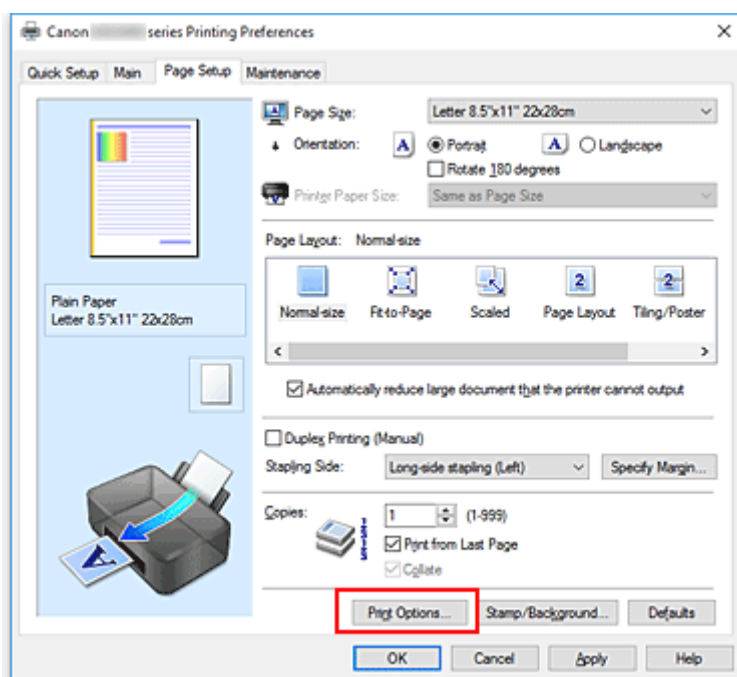 Canon series Printing Preferences
Quick Setup Main Page Setup Maintenance
Page Size: Letter 8.5"x11" 22x28cm
Orientation: A Portrait A Landscape
Rotate 180 degrees
Printer Paper Size: Same as Page Size
Page Layout: Normal-size
2 2
Normal-size Fit-to-Page Scaled Page Layout Tiling/Poster
Plain Paper
Letter 8.5"x11" 22x28cm
Automatically reduce large document that the printer cannot output
Duplex Printing (Manual)
Stapling Side: Long-side stapling (Left) Specify Margin...
Copies: 1 (1-999)
Print from Last Page
Collate
A
Print Options... Stamp/Background... Defaults
OK Cancel Apply Help